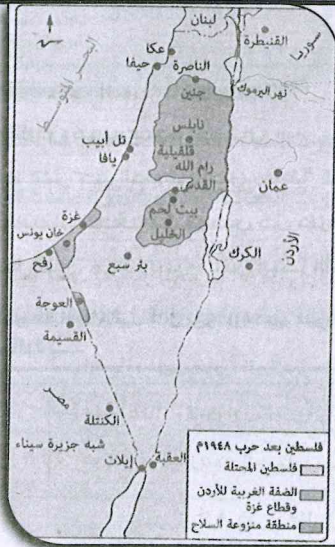 لبنان
سوريا
القنيطرة
عكا
حيفا
الناصرة
جنين
نهر اليرموك
نابلس
قلقيلية
تل أبيب
يافا
رام الله
القدس
عمان
بيت لحم
الخليل
غزة
خان يونس
رفح
بئر سبع
الكرك
الأردن
العوجة
القسيمة
مصر
الكنتلة
شبه جزيرة سيناء
إيلات
العقبة
فلسطين بعد حرب ١٩٤٨م
فلسطين المحتلة
الضفة الغربية للأردن
وقطاع غزة
منطقة منزوعة السلاح